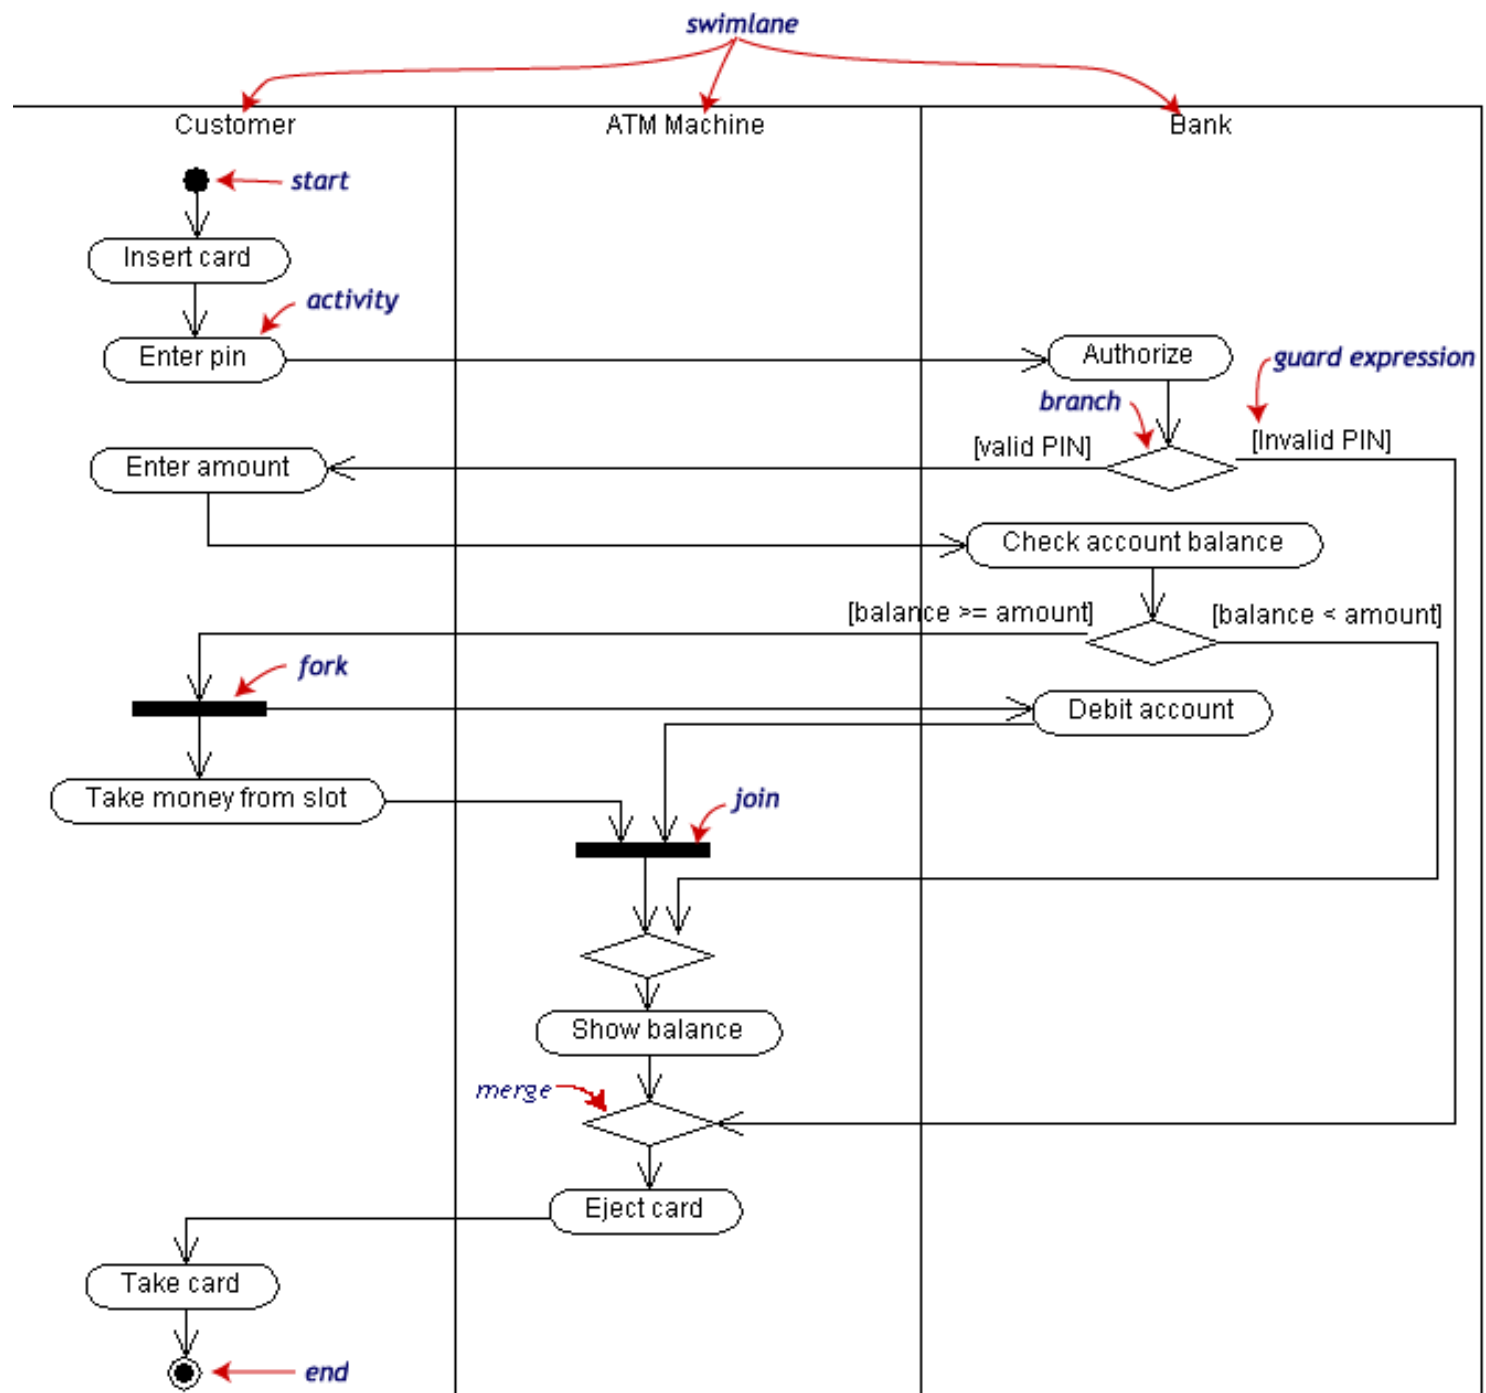 swimlane
Customer
ATM Machine
Bank
start
Insert card
activity
Enter pin
Authorize
guard expression
branch
[valid PIN]
[Invalid PIN]
Enter amount
Check account balance
[balance >= amount]
[balance < amount]
fork
Debit account
Take money from slot
join
Show balance
merge
Eject card
Take card
end